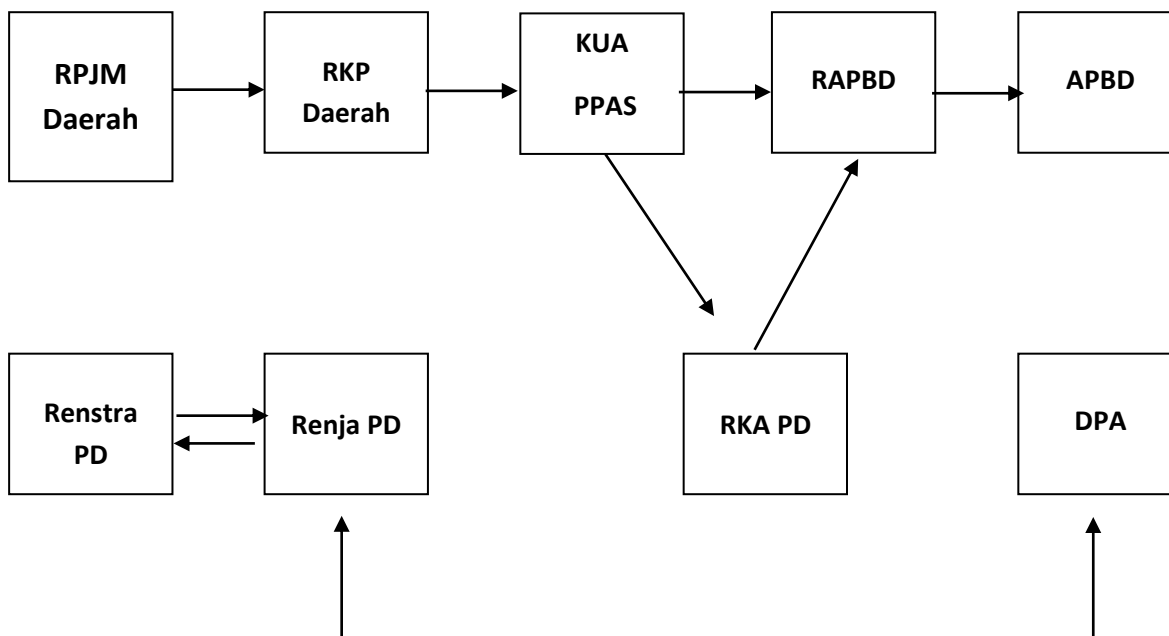 RPJM
Daerah
RKP
Daerah
KUA
PPAS
RAPBD
APBD
Renstra
PD
Renja PD
RKA PD
DPA